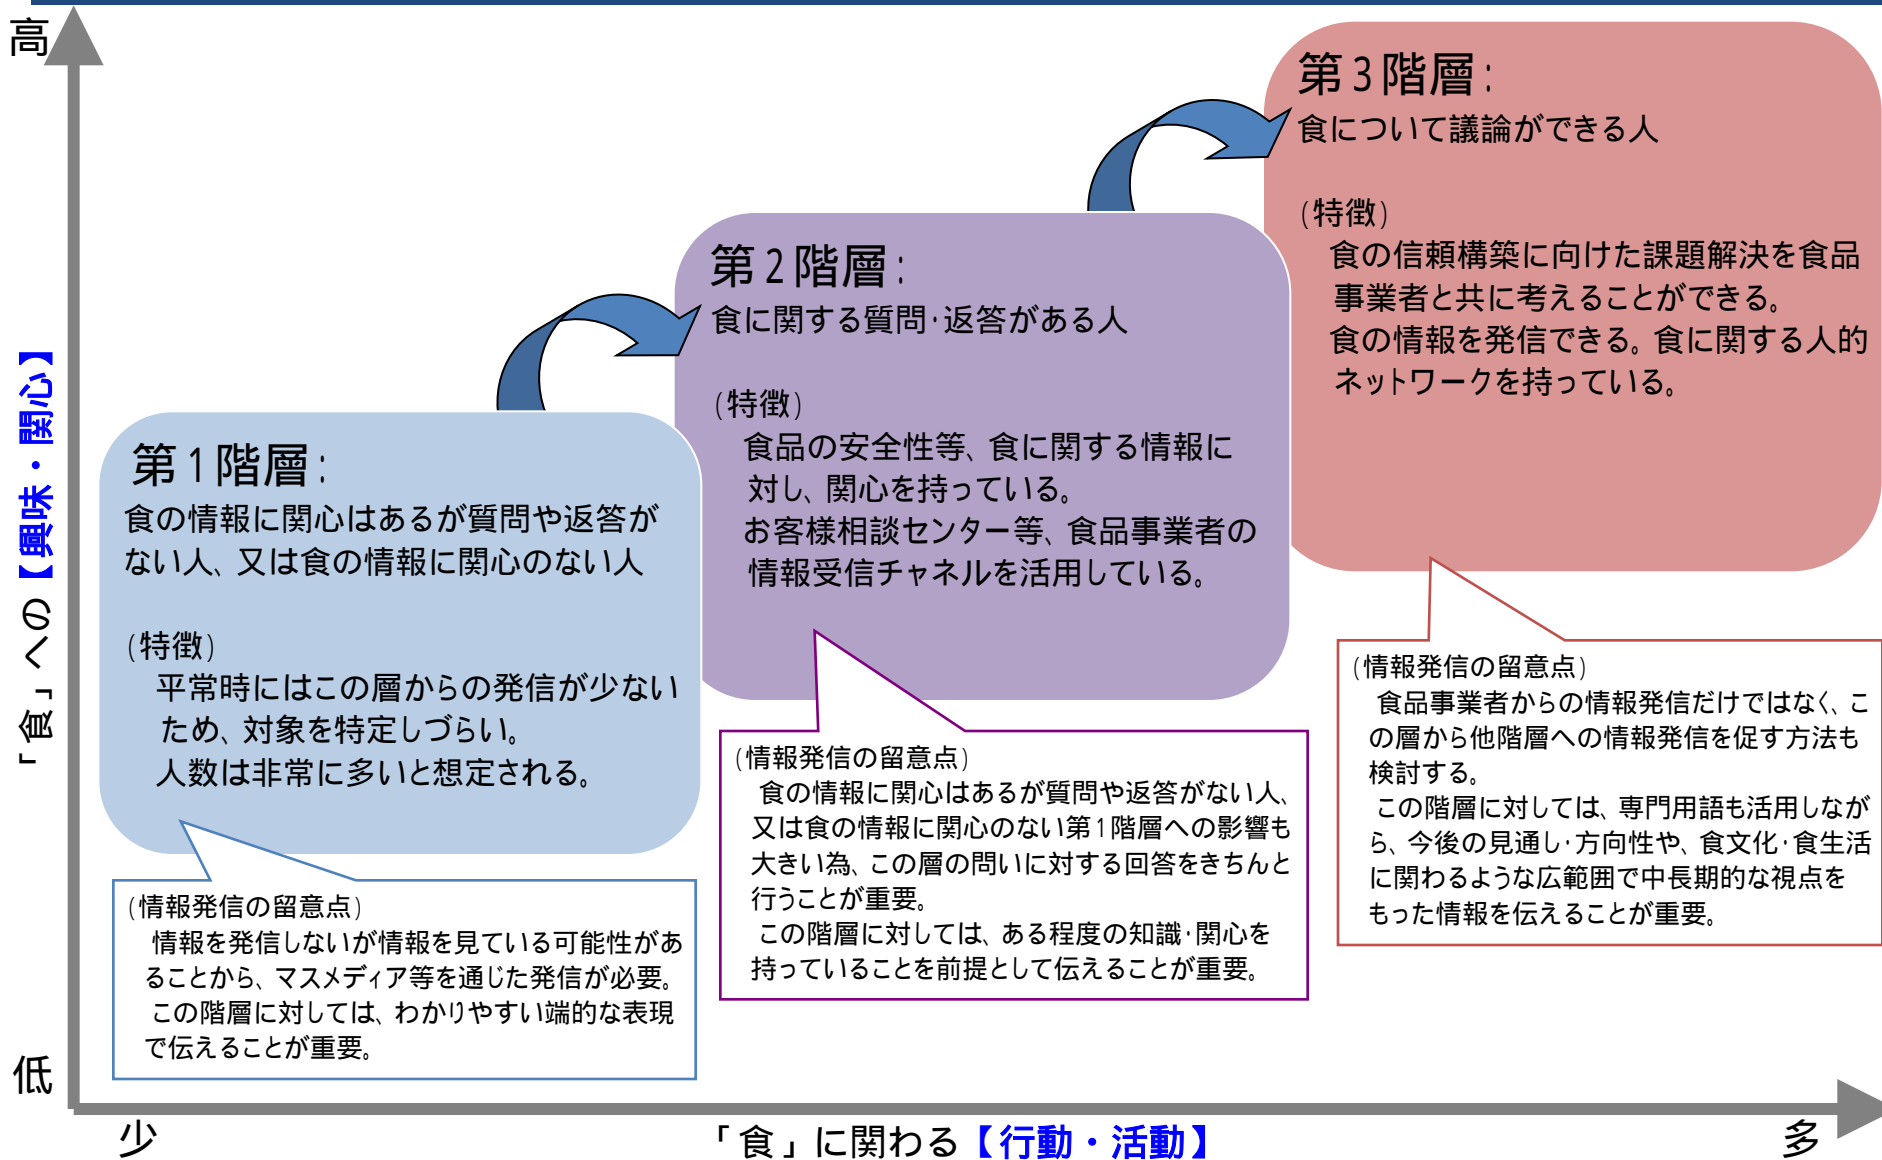 高
「食」への【興味・関心】
低
第1階層:
食の情報に関心はあるが質問や返答が
ない人、又は食の情報に関心のない人
(特徴)
平常時にはこの層からの発信が少ない
ため、対象を特定しづらい。
人数は非常に多いと想定される。
(情報発信の留意点)
情報を発信しないが情報を見ている可能性があ
ることから、マスメディア等を通じた発信が必要。
この階層に対しては、わかりやすい端的な表現
で伝えることが重要。
第2階層:
食に関する質問・返答がある人
(特徴)
食品の安全性等、食に関する情報に
対し、関心を持っている。
お客様相談センター等、食品事業者の
情報受信チャネルを活用している。
(情報発信の留意点)
食の情報に関心はあるが質問や返答がない人、
又は食の情報に関心のない第1階層への影響も
大きい為、この層の問いに対する回答をきちんと
行うことが重要。
この階層に対しては、ある程度の知識・関心を
持っていることを前提として伝えることが重要。
第3階層:
食について議論ができる人
(特徴)
食の信頼構築に向けた課題解決を食品
事業者と共に考えることができる。
食の情報を発信できる。食に関する人的
ネットワークを持っている。
(情報発信の留意点)
食品事業者からの情報発信だけではなく、こ
の層から他階層への情報発信を促す方法も
検討する。
この階層に対しては、専門用語も活用しなが
ら、今後の見通し・方向性や、食文化・食生活
に関わるような広範囲で中長期的な視点を
もった情報を伝えることが重要。
少
「食」に関わる【行動・活動】
多